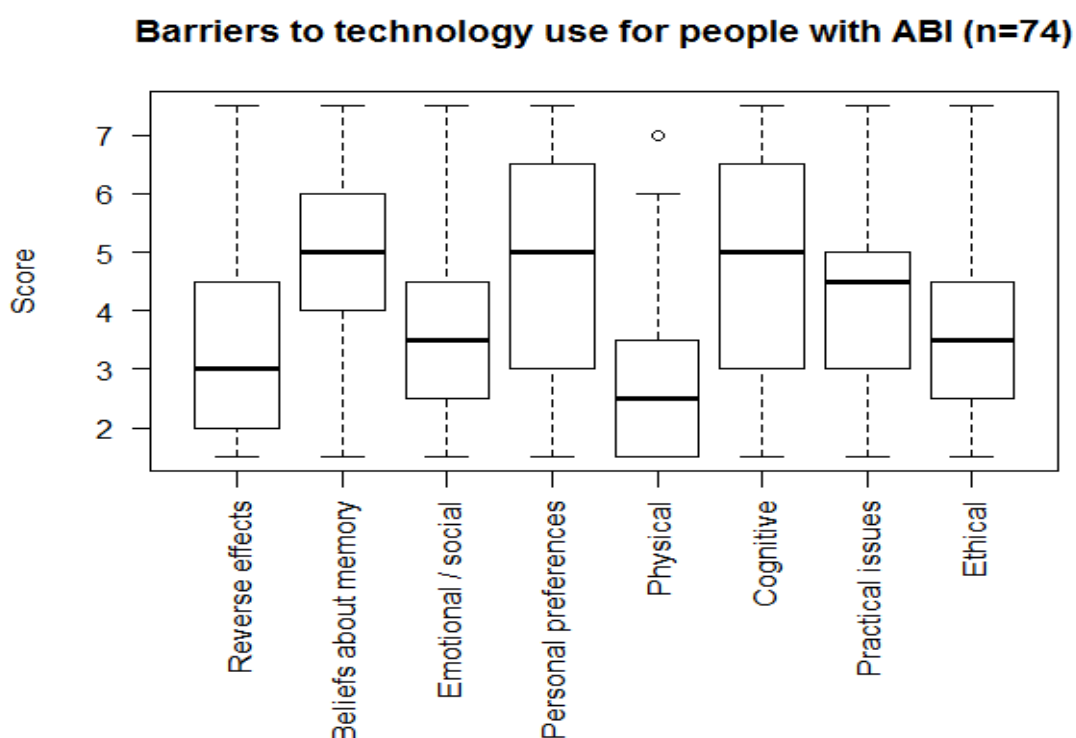 Barriers to technology use for people with ABI (n=74)
7
6
5
4
3
2
Score
Reverse effects
Beliefs about memory
Emotional / social
Personal preferences
Physical
Cognitive
Practical issues
Ethical